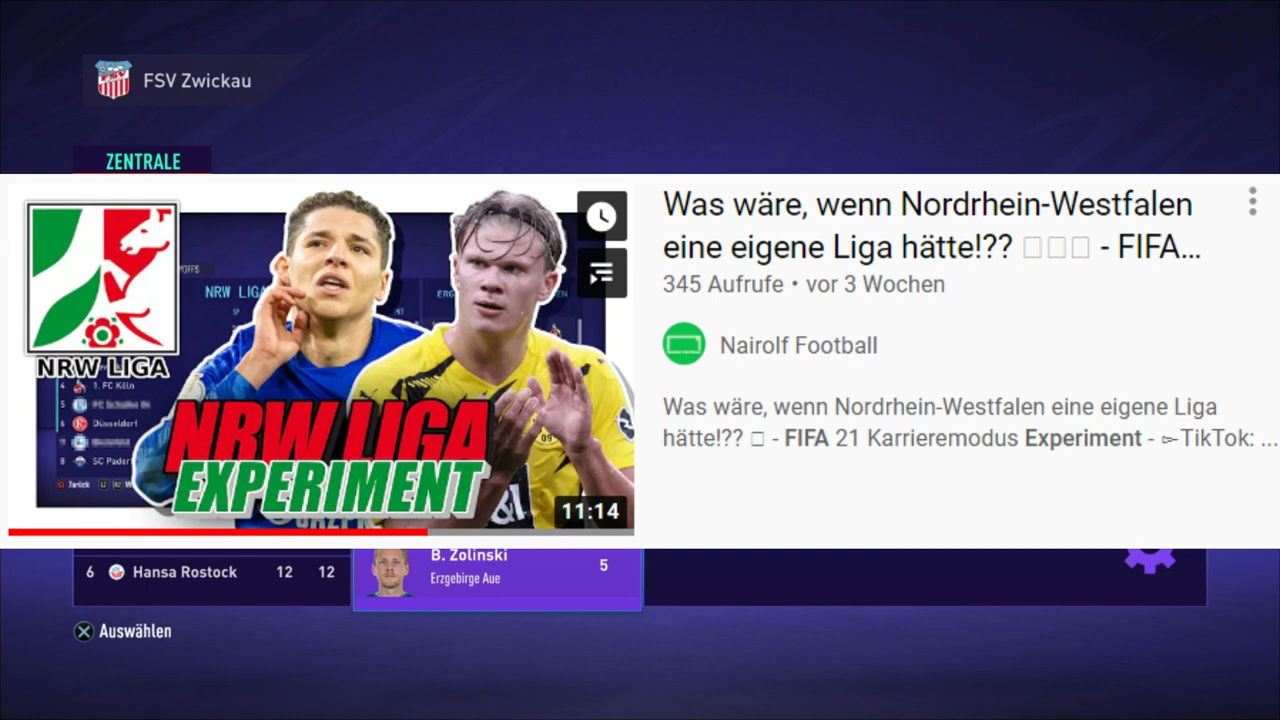 FSV Zwickau
ZENTRALE
NRW LIGA
NRW LIGA
4 1. FC Köln
5
6 Düsseldorf
8 SC Pader
Zurück
NRW LIGA
EXPERIMENT
11:14
Was wäre, wenn Nordrhein-Westfalen
eine eigene Liga hätte!?? □□□ - FIFA...
345 Aufrufe • vor 3 Wochen
Nairolf Football
Was wäre, wenn Nordrhein-Westfalen eine eigene Liga
hätte!?? □ - FIFA 21 Karrieremodus Experiment - ►TikTok: ...
6 Hansa Rostock 12 12
B. Zolinski
Erzgebirge Aue
5
Auswählen